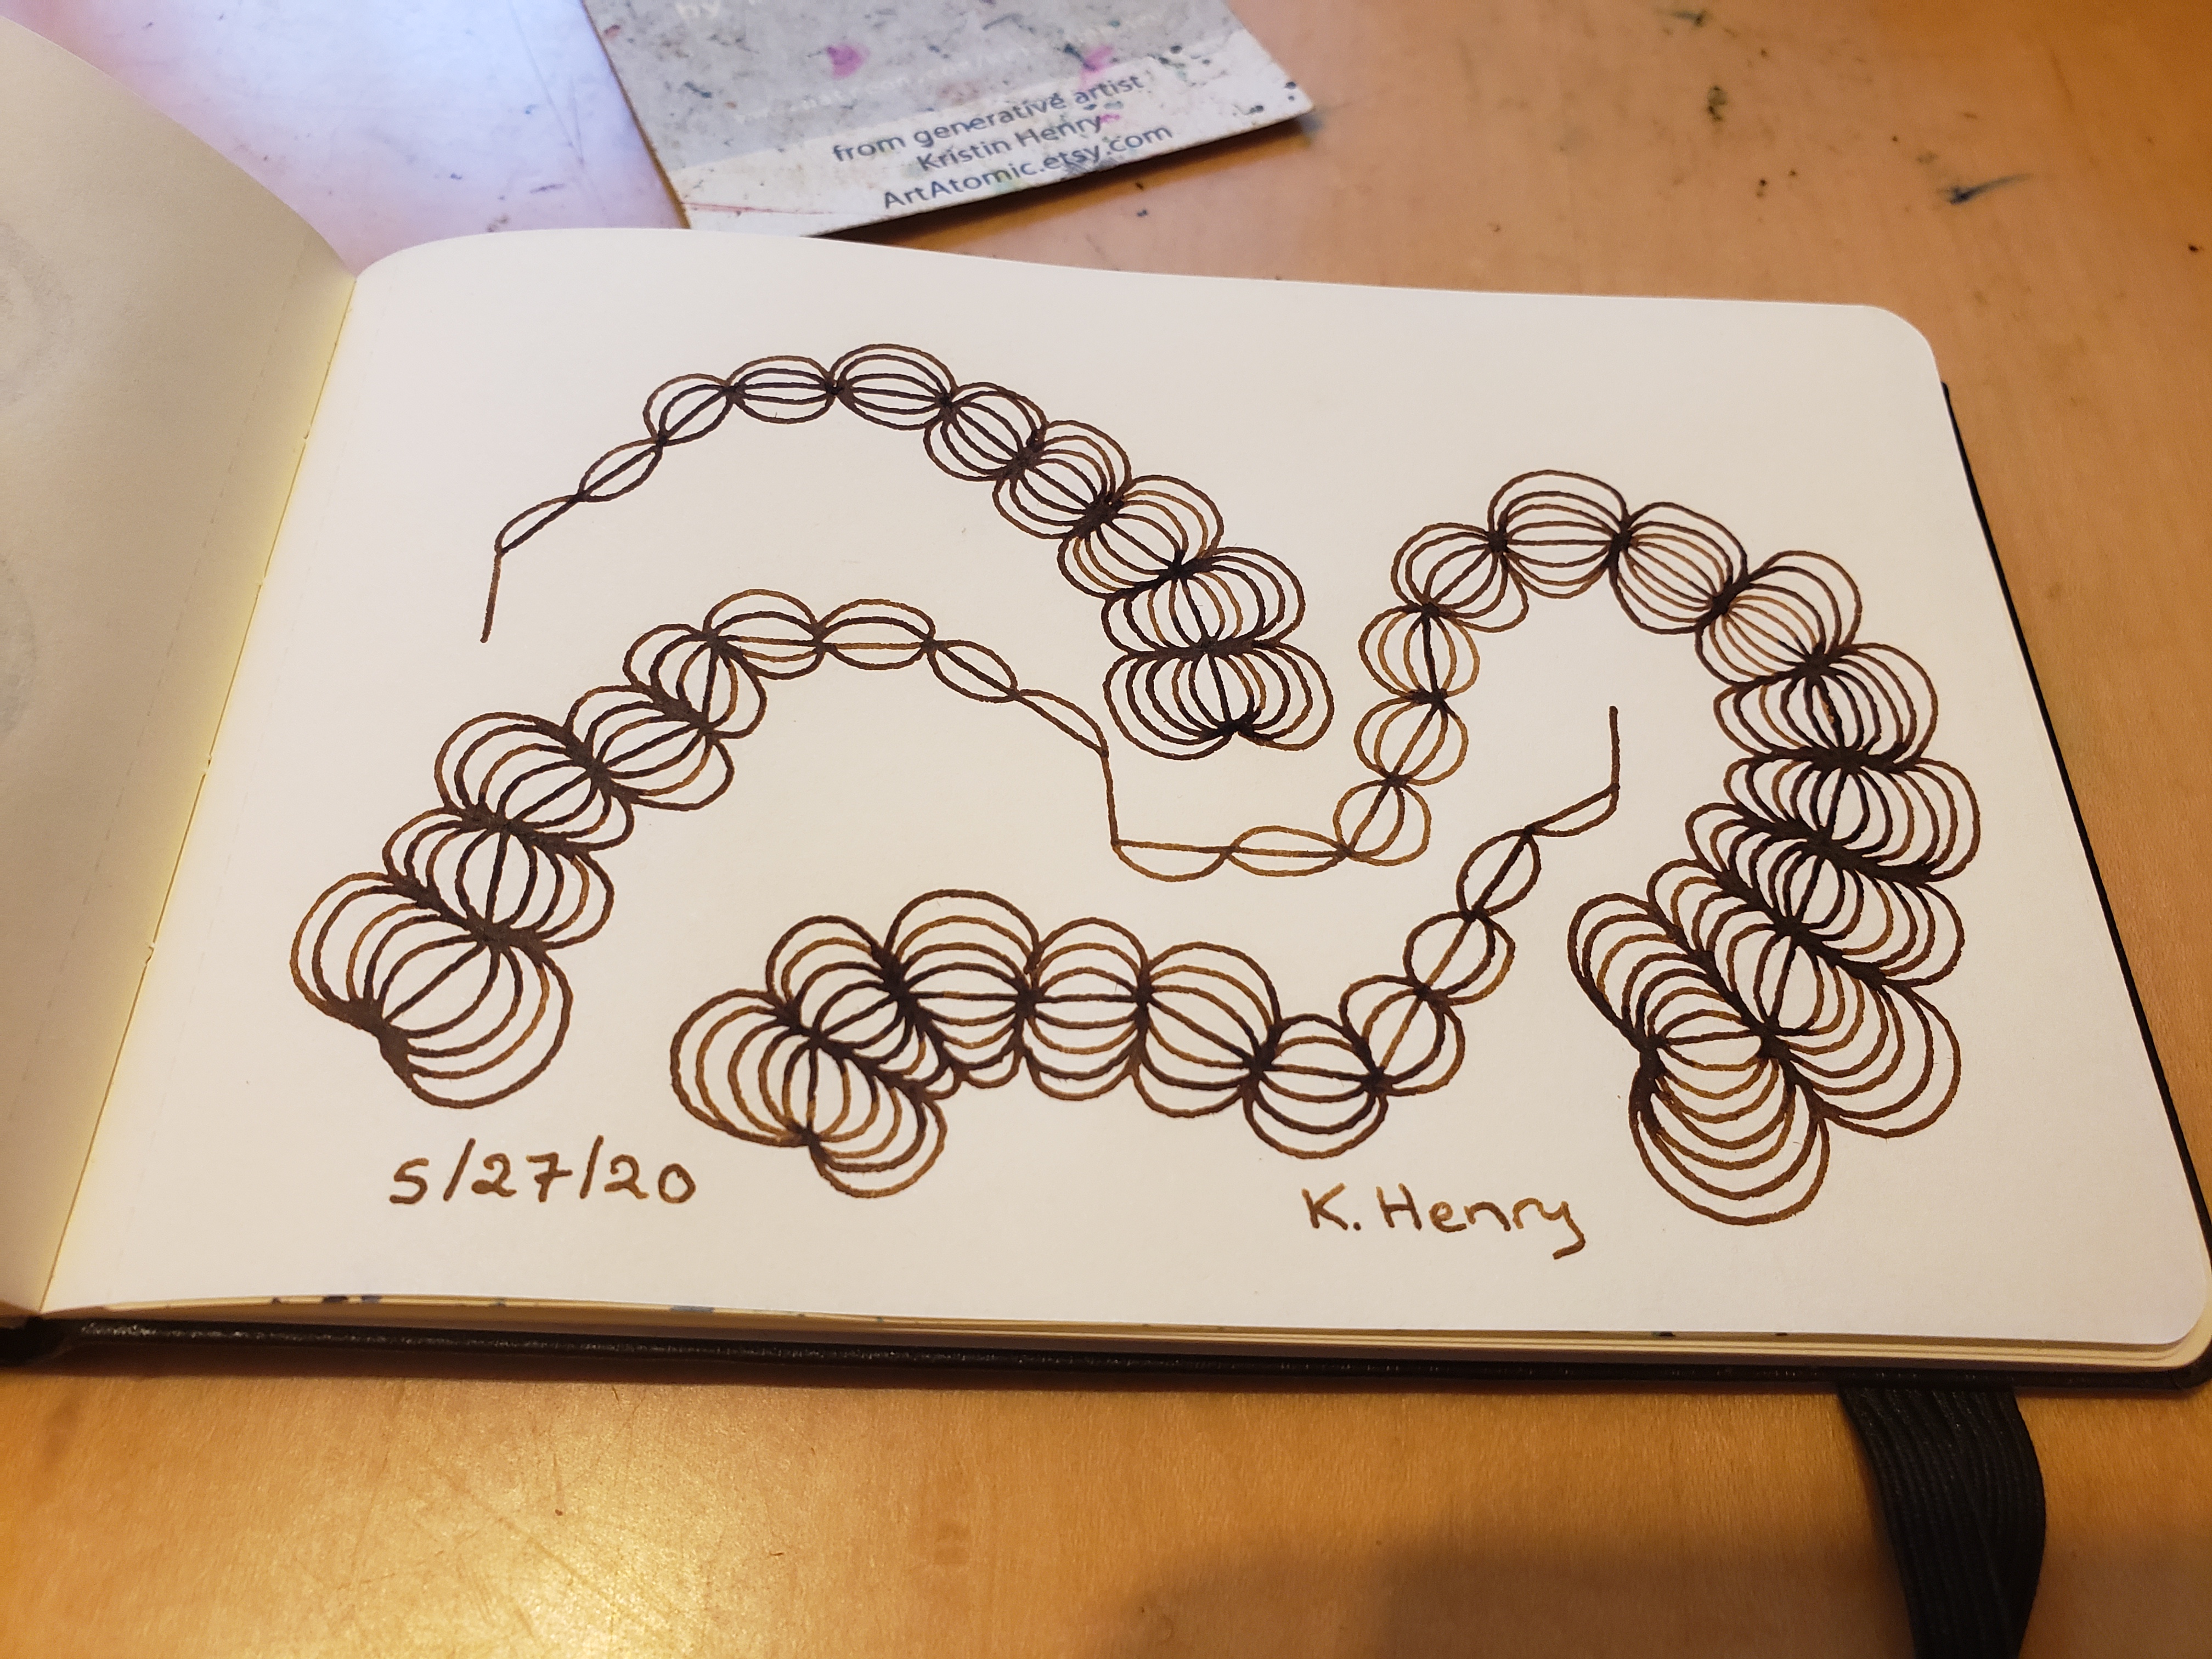 from generative artist
Kristin Henry
ArtAtomic.etsy.com
5/27/20
K. Henry